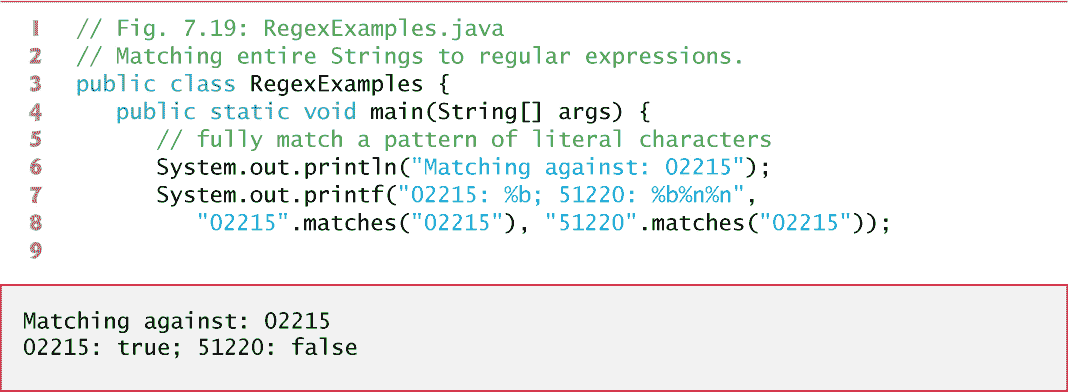 1 // Fig. 7.19: RegexExamples.java
2 // Matching entire Strings to regular expressions.
3 public class RegexExamples {
4 public static void main(String[] args) {
5 // fully match a pattern of literal characters
6 System.out.println("Matching against: 02215");
7 System.out.printf("02215: %b; 51220: %b%n%n",
8 "02215".matches("02215"), "51220".matches("02215"));
9
Matching against: 02215
02215: true; 51220: false